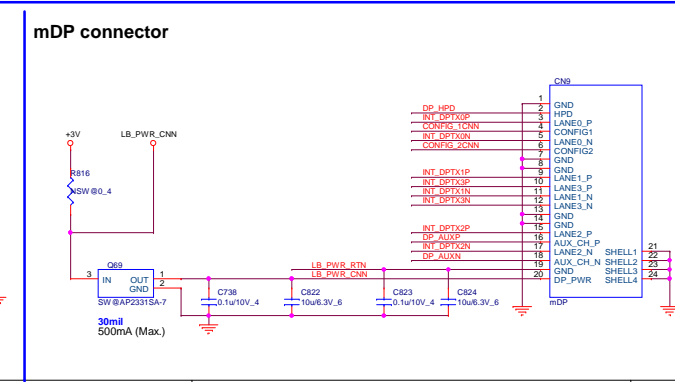 mDP connector
CN9
+3V
LB_PWR_CNN
R816
NSW@0_4
DP_HPD
INT_DPTX0P
CONFIG_1CNN
INT_DPTX0N
CONFIG_2CNN
INT_DPTX1P
INT_DPTX3P
INT_DPTX1N
INT_DPTX3N
INT_DPTX2P
DP_AUXP
INT_DPTX2N
DP_AUXN
LB_PWR_RTN
LB_PWR_CNN
1 GND
2 HPD
3 LANE0_P
4 CONFIG1
5 LANE0_N
6 CONFIG2
7 GND
8 GND
9 LANE1_P
10 LANE3_P
11 LANE1_N
12 LANE3_N
13 GND
14 GND
15 LANE2_P
16 AUX_CH_P
17 LANE2_N SHELL1 21
18 AUX_CH_N SHELL2 22
19 GND SHELL3 23
20 DP_PWR SHELL4 24
mDP
Q69
3 IN OUT 1
GND 2
SW@AP2331SA-7
30mil
500mA (Max.)
C738
0.1u/10V_4
C822
10u/6.3V_6
C823
0.1u/10V_4
C824
10u/6.3V_6